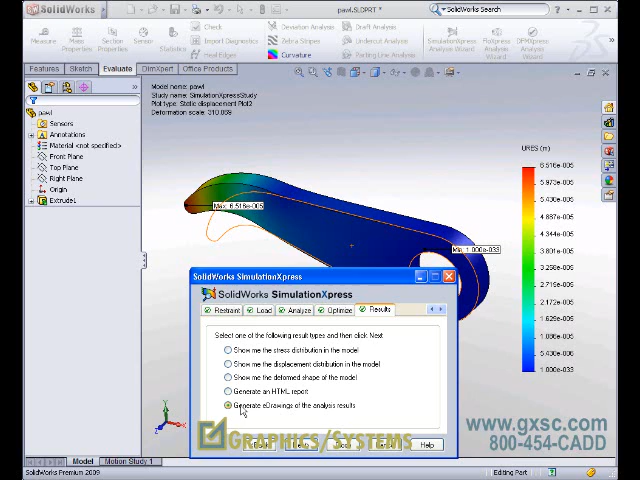 SolidWorks
pawl.SLDPRT
SolidWorks Search
Measure
Mass Properties
Section Properties
Sensor
Statistics
Check
Import Diagnostics
Heal Edges
Deviation Analysis
Zebra Stripes
Curvature
Draft Analysis
Undercut Analysis
Parting Line Analysis
SimulationXpress Analysis Wizard
FloXpress Analysis Wizard
DFMXpress Analysis Wizard
Features
Sketch
Evaluate
DimXpert
Office Products
pawl
Sensors
Annotations
Material <not specified>
Front Plane
Top Plane
Right Plane
Origin
Extrude1
Model name: pawl
Study name: SimulationXpressStudy
Plot type: Static displacement Plot2
Deformation scale: 310.089
Max: 6.516e-005
Min: 1.000e-033
URES (m)
6.516e-005
5.973e-005
5.430e-005
4.887e-005
4.344e-005
3.801e-005
3.258e-005
2.715e-005
2.172e-005
1.629e-005
1.086e-005
5.430e-006
1.000e-033
SolidWorks SimulationXpress
SolidWorks SimulationXpress
Restraint
Load
Analyze
Optimize
Results
Select one of the following result types and then click Next
Show me the stress distribution in the model
Show me the displacement distribution in the model
Show me the deformed shape of the model
Generate an HTML report
Generate eDrawings of the analysis results
Help
GRAPHICS/SYSTEMS
www.gxsc.com
800-454-CADD
Model
Motion Study 1
SolidWorks Premium 2009
Editing Part